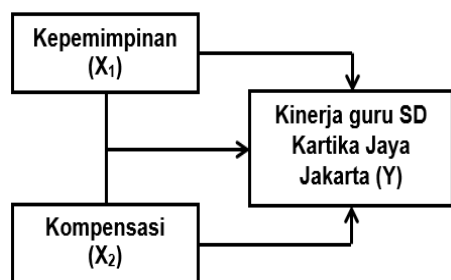 Kepemimpinan
(X₁)
Kinerja guru SD
Kartika Jaya
Jakarta (Y)
Kompensasi
(X₂)